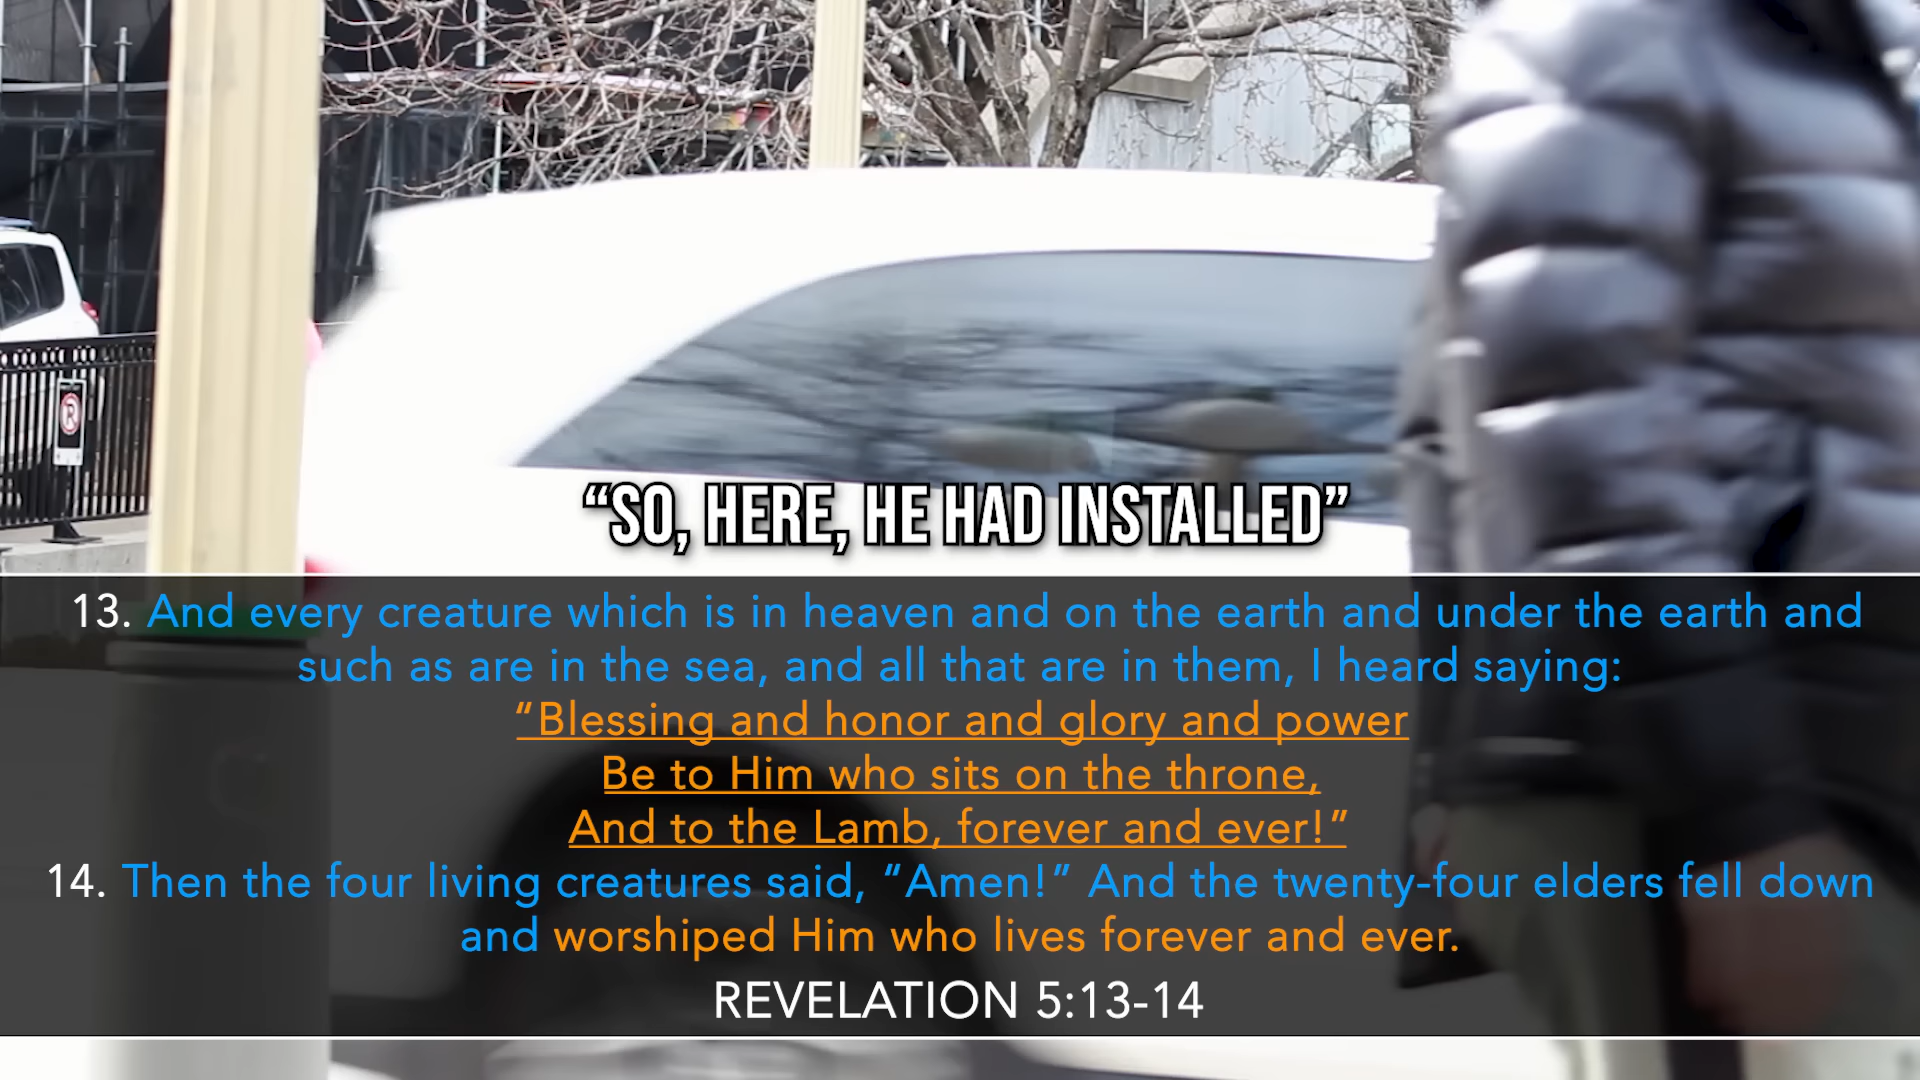 “SO, HERE, HE HAD INSTALLED”
13. And every creature which is in heaven and on the earth and under the earth and
such as are in the sea, and all that are in them, I heard saying:
“Blessing and honor and glory and power
Be to Him who sits on the throne,
And to the Lamb, forever and ever!”
14. Then the four living creatures said, “Amen!” And the twenty-four elders fell down
and worshiped Him who lives forever and ever.
REVELATION 5:13-14